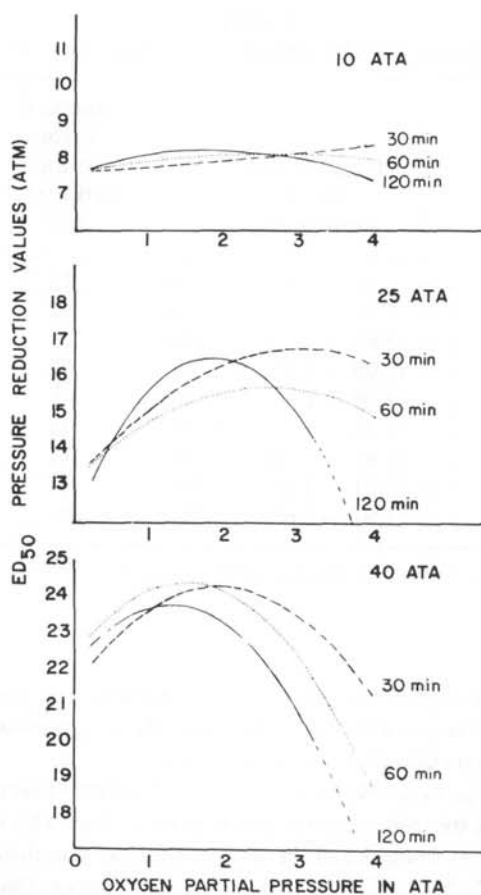 ED50 PRESSURE REDUCTION VALUES (ATM)
10 ATA
11
10
9
8
7
30 min
60 min
120 min
1 2 3 4
25 ATA
18
17
16
15
14
13
30 min
60 min
120 min
1 2 3 4
40 ATA
25
24
23
22
21
20
19
18
30 min
60 min
120 min
0 1 2 3 4
OXYGEN PARTIAL PRESSURE IN ATA